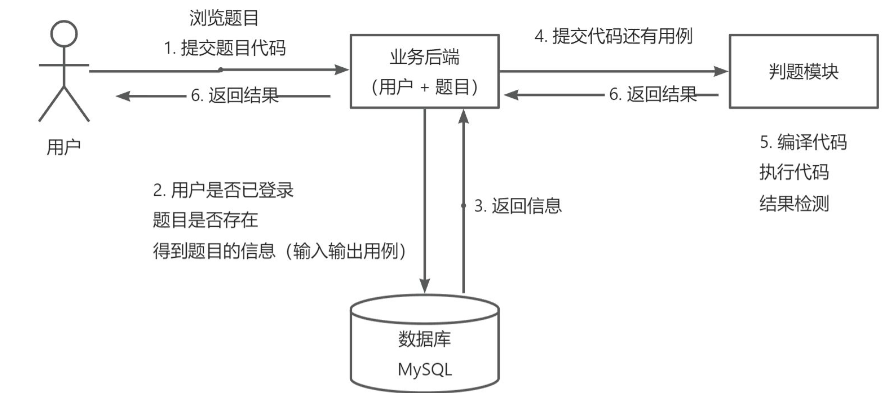 浏览题目
1. 提交题目代码
6. 返回结果
用户
业务后端
（用户 + 题目）
4. 提交代码还有用例
6. 返回结果
判题模块
5. 编译代码
执行代码
结果检测
2. 用户是否已登录
题目是否存在
得到题目的信息（输入输出用例）
3. 返回信息
数据库
MySQL